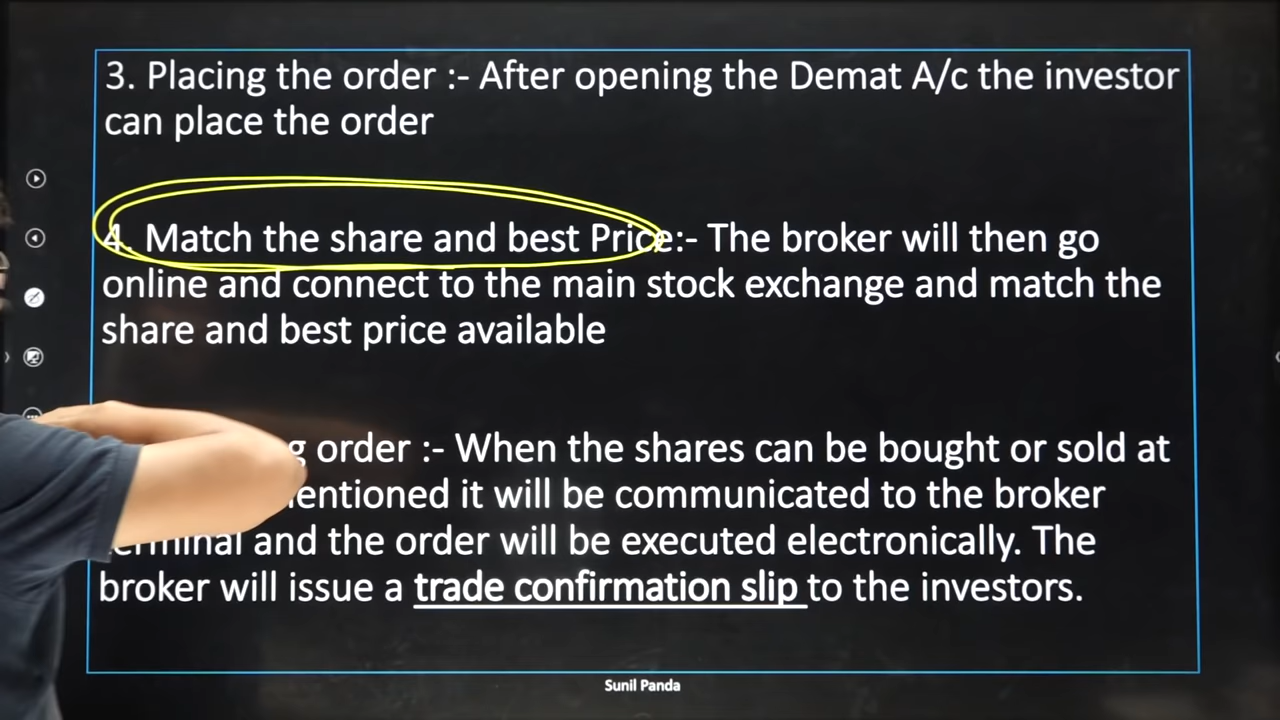 3. Placing the order :- After opening the Demat A/c the investor
can place the order
4. Match the share and best Price:- The broker will then go
online and connect to the main stock exchange and match the
share and best price available
order :- When the shares can be bought or sold at
it will be communicated to the broker
and the order will be executed electronically. The
broker will issue a trade confirmation slip to the investors.
Sunil Panda